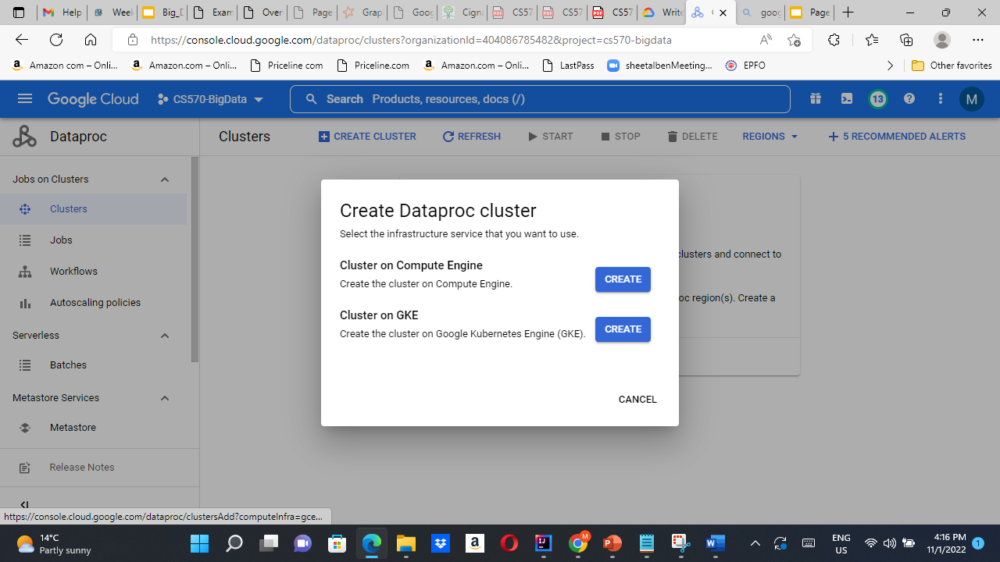 Help
Week
Big_D
Exam
Over
Page
Grap
Goog
Cigna
CS57
CS57
CS57
Write
goog
Page
https://console.cloud.google.com/dataproc/clusters?organizationId=404086785482&project=cs570-bigdata
Amazon.com – Onli...
Amazon.com – Onli...
Priceline.com
Priceline.com
Amazon.com – Onli...
LastPass
sheetalbenMeeting...
EPFO
Other favorites
Google Cloud
CS570-BigData
Search Products, resources, docs (/)
13
M
Dataproc
Clusters
CREATE CLUSTER
REFRESH
START
STOP
DELETE
REGIONS
5 RECOMMENDED ALERTS
Jobs on Clusters
Clusters
Jobs
Workflows
Autoscaling policies
Serverless
Batches
Metastore Services
Metastore
Release Notes
clusters and connect to
oc region(s). Create a
Create Dataproc cluster
Select the infrastructure service that you want to use.
Cluster on Compute Engine
Create the cluster on Compute Engine.
CREATE
Cluster on GKE
Create the cluster on Google Kubernetes Engine (GKE).
CREATE
CANCEL
https://console.cloud.google.com/dataproc/clustersAdd?computeInfra=gce...
14°C
Partly sunny
M
ENG
US
4:16 PM
11/1/2022
1